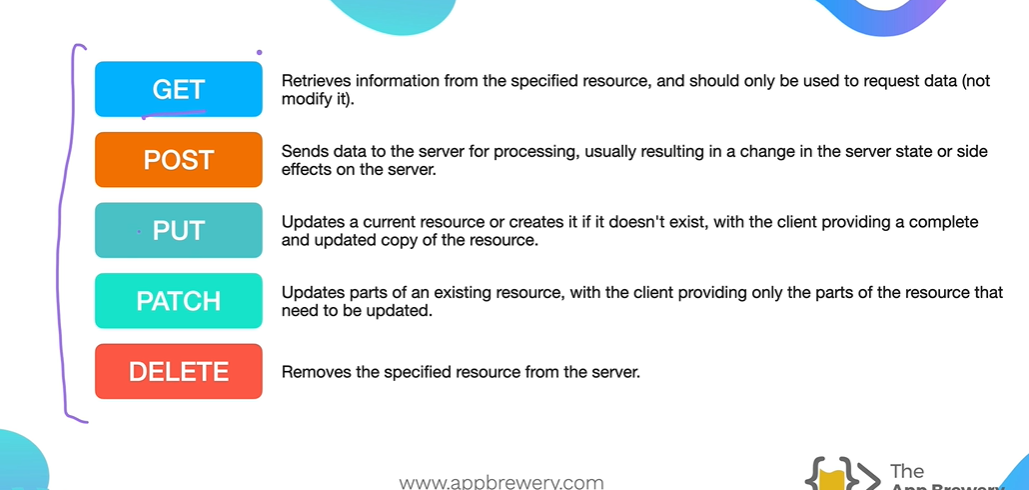 GET
Retrieves information from the specified resource, and should only be used to request data (not
modify it).
POST
Sends data to the server for processing, usually resulting in a change in the server state or side
effects on the server.
PUT
Updates a current resource or creates it if it doesn't exist, with the client providing a complete
and updated copy of the resource.
PATCH
Updates parts of an existing resource, with the client providing only the parts of the resource that
need to be updated.
DELETE
Removes the specified resource from the server.
www.appbrewery.com
The
App Brewery